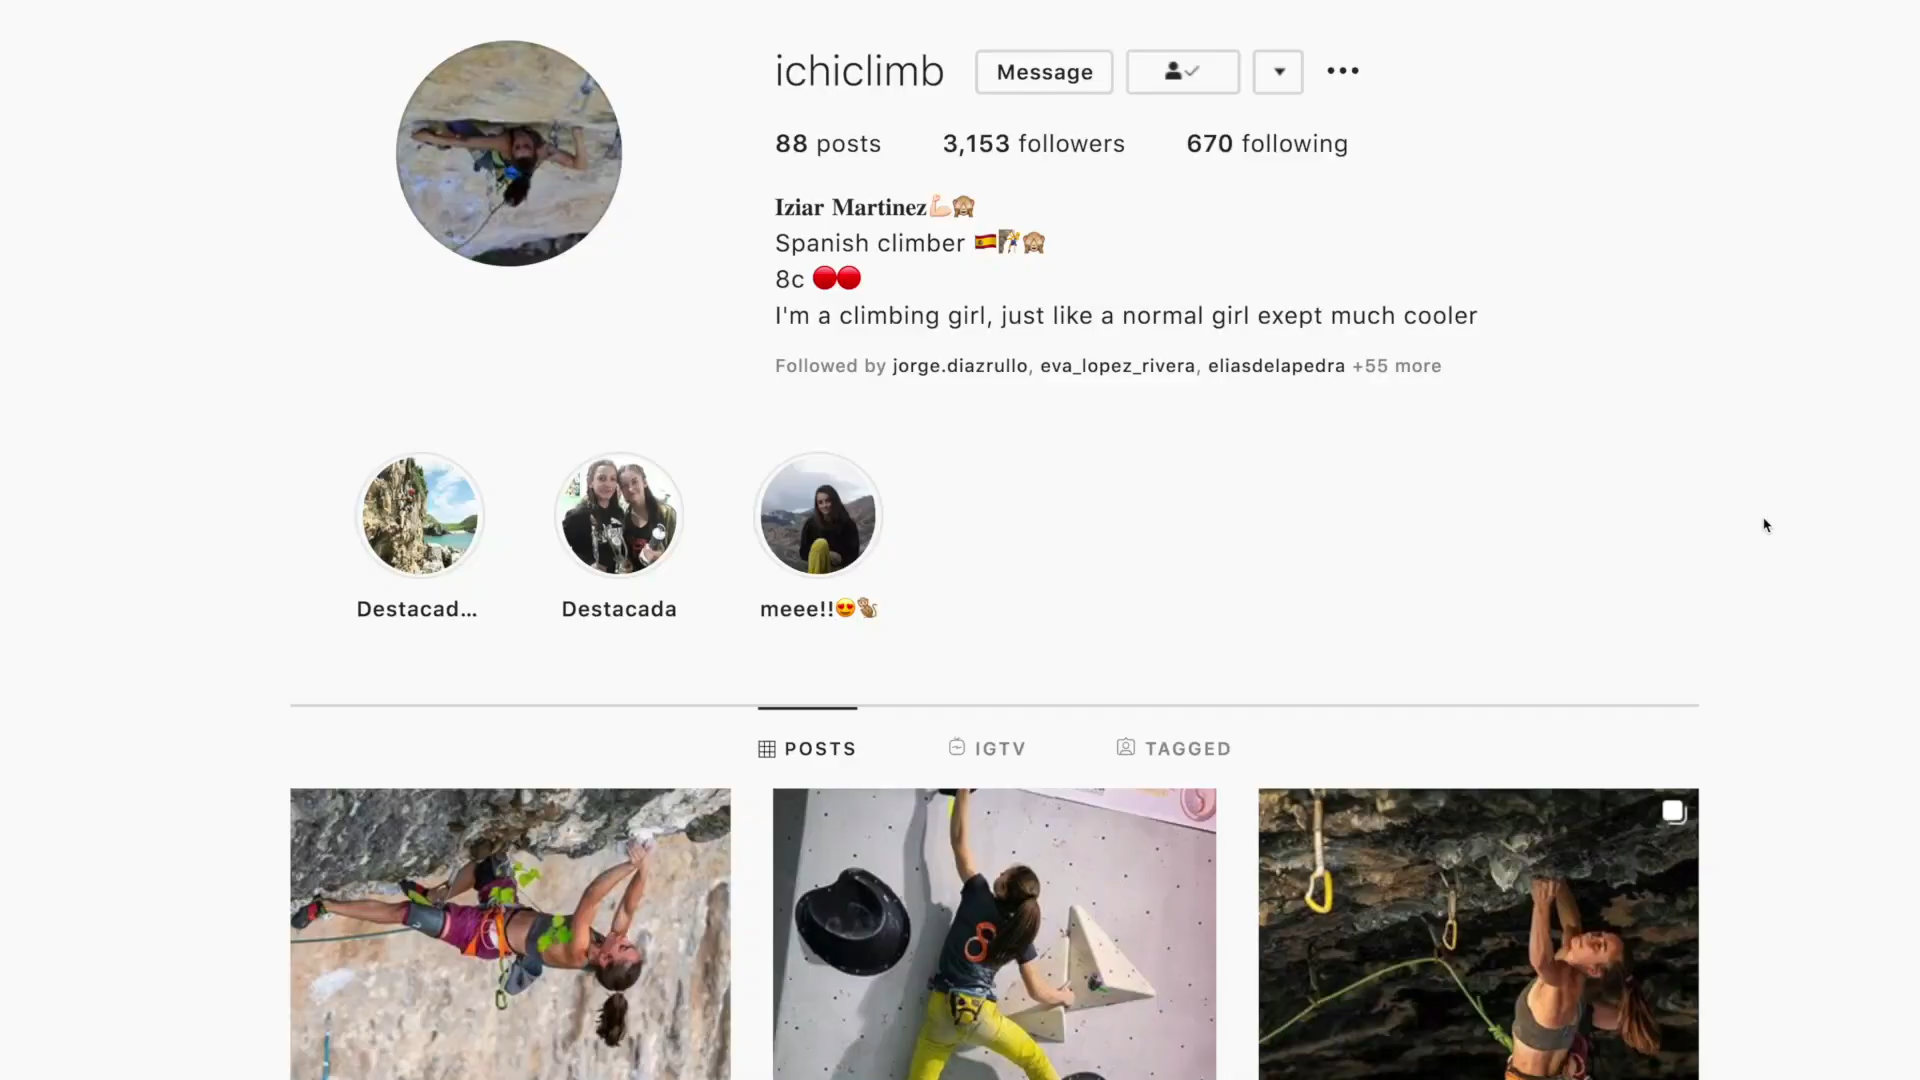 ichiclimb Message
88 posts 3,153 followers 670 following
Iziar Martinez💪🏻🙈
Spanish climber 🇪🇸🧗🏻‍♀️🙈
8c 🔴🔴
I'm a climbing girl, just like a normal girl exept much cooler
Followed by jorge.diazrullo, eva_lopez_rivera, eliasdelapedra +55 more
Destacad... Destacada meee!!😍🐒
POSTS IGTV TAGGED